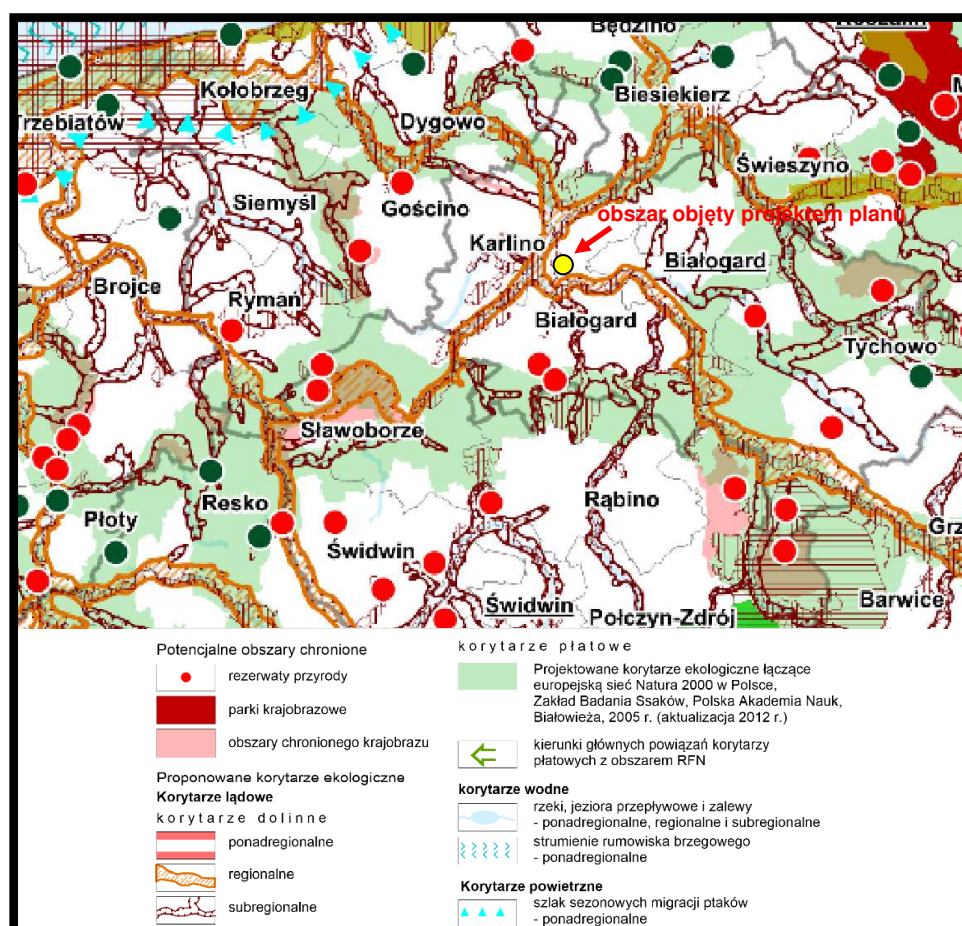 Koszalin
Będzino
Kołobrzeg
Biesiekierz
Trzebiatów
Dygowo
Świeszyno
Siemyśl
Gościno
obszar objęty projektem planu
Karlino
Białogard
Brojce
Rymań
Białogard
Tychowo
Sławoborze
Rąbino
Resko
Płoty
Grz
Świdwin
Świdwin
Barwice
Połczyn-Zdrój
Potencjalne obszary chronione
rezerwaty przyrody
parki krajobrazowe
obszary chronionego krajobrazu
Proponowane korytarze ekologiczne
Korytarze lądowe
korytarze dolinne
ponadregionalne
regionalne
subregionalne
korytarze płatowe
Projektowane korytarze ekologiczne łączące
europejską sieć Natura 2000 w Polsce,
Zakład Badania Ssaków, Polska Akademia Nauk,
Białowieża, 2005 r. (aktualizacja 2012 r.)
kierunki głównych powiązań korytarzy
płatowych z obszarem RFN
korytarze wodne
rzeki, jeziora przepływowe i zalewy
- ponadregionalne, regionalne i subregionalne
strumienie rumowiska brzegowego
- ponadregionalne
Korytarze powietrzne
szlak sezonowych migracji ptaków
- ponadregionalne